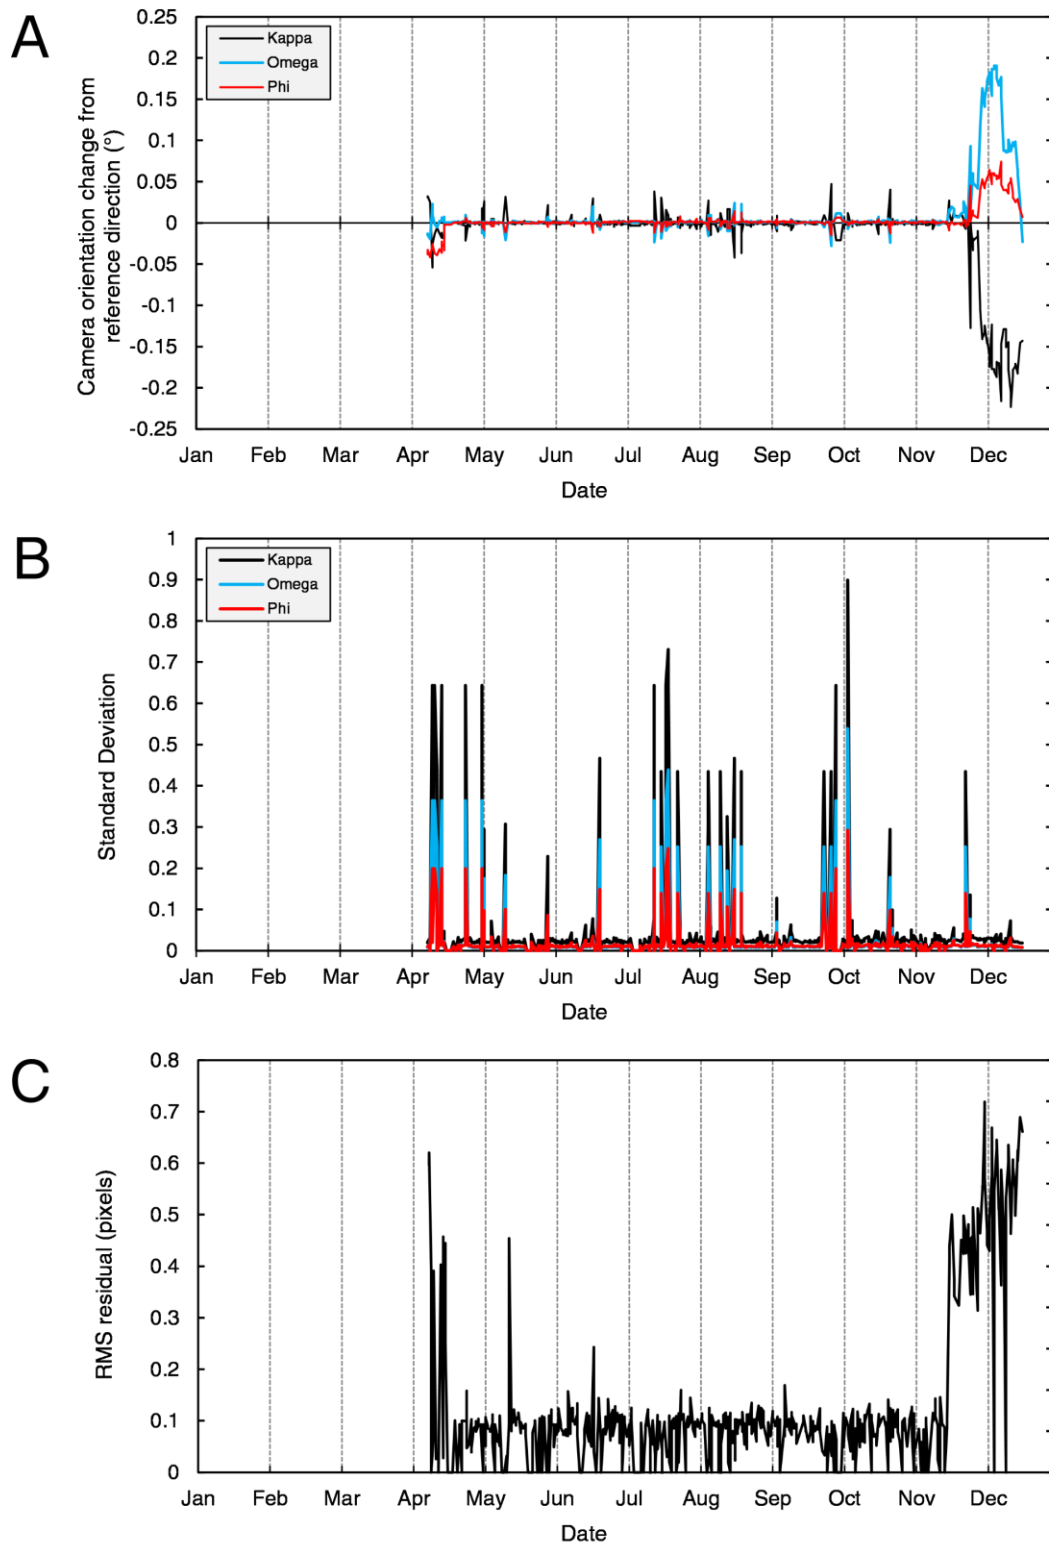 A
Camera orientation change from
reference direction (°)
0.25
0.2
0.15
0.1
0.05
0
-0.05
-0.1
-0.15
-0.2
-0.25
Kappa
Omega
Phi
Jan Feb Mar Apr May Jun Jul Aug Sep Oct Nov Dec
Date
B
Standard Deviation
1
0.9
0.8
0.7
0.6
0.5
0.4
0.3
0.2
0.1
0
Kappa
Omega
Phi
Jan Feb Mar Apr May Jun Jul Aug Sep Oct Nov Dec
Date
C
RMS residual (pixels)
0.8
0.7
0.6
0.5
0.4
0.3
0.2
0.1
0
Jan Feb Mar Apr May Jun Jul Aug Sep Oct Nov Dec
Date